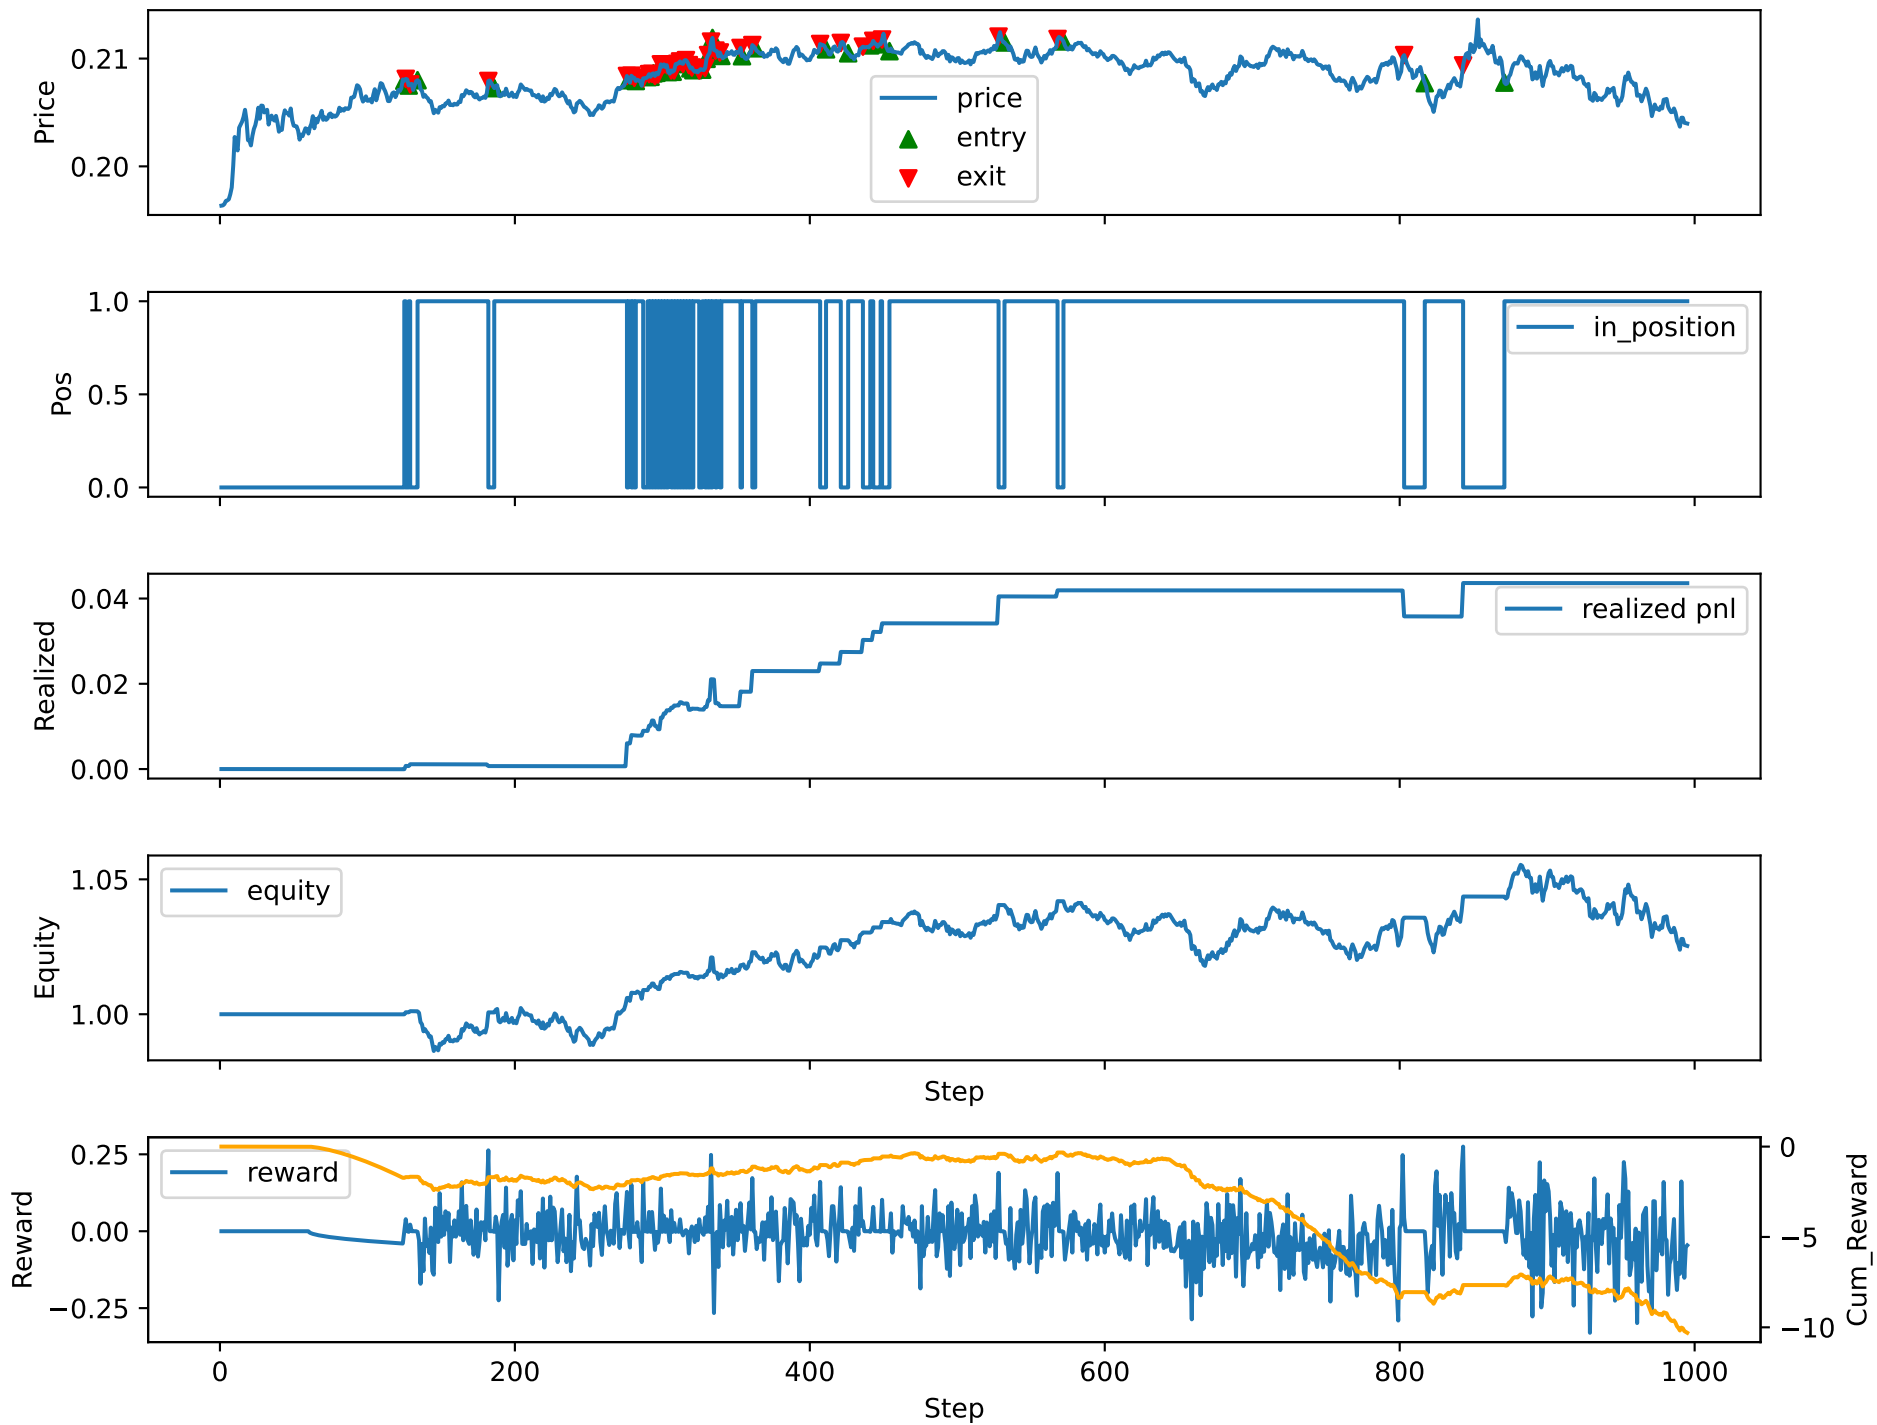 0.21
0.20
Price
price
entry
exit
1.0
0.5
0.0
Pos
in_position
0.04
0.02
0.00
Realized
realized pnl
1.05
1.00
Equity
equity
Step
0.25
0.00
−0.25
Reward
reward
0
−5
−10
Cum_Reward
0 200 400 600 800 1000
Step